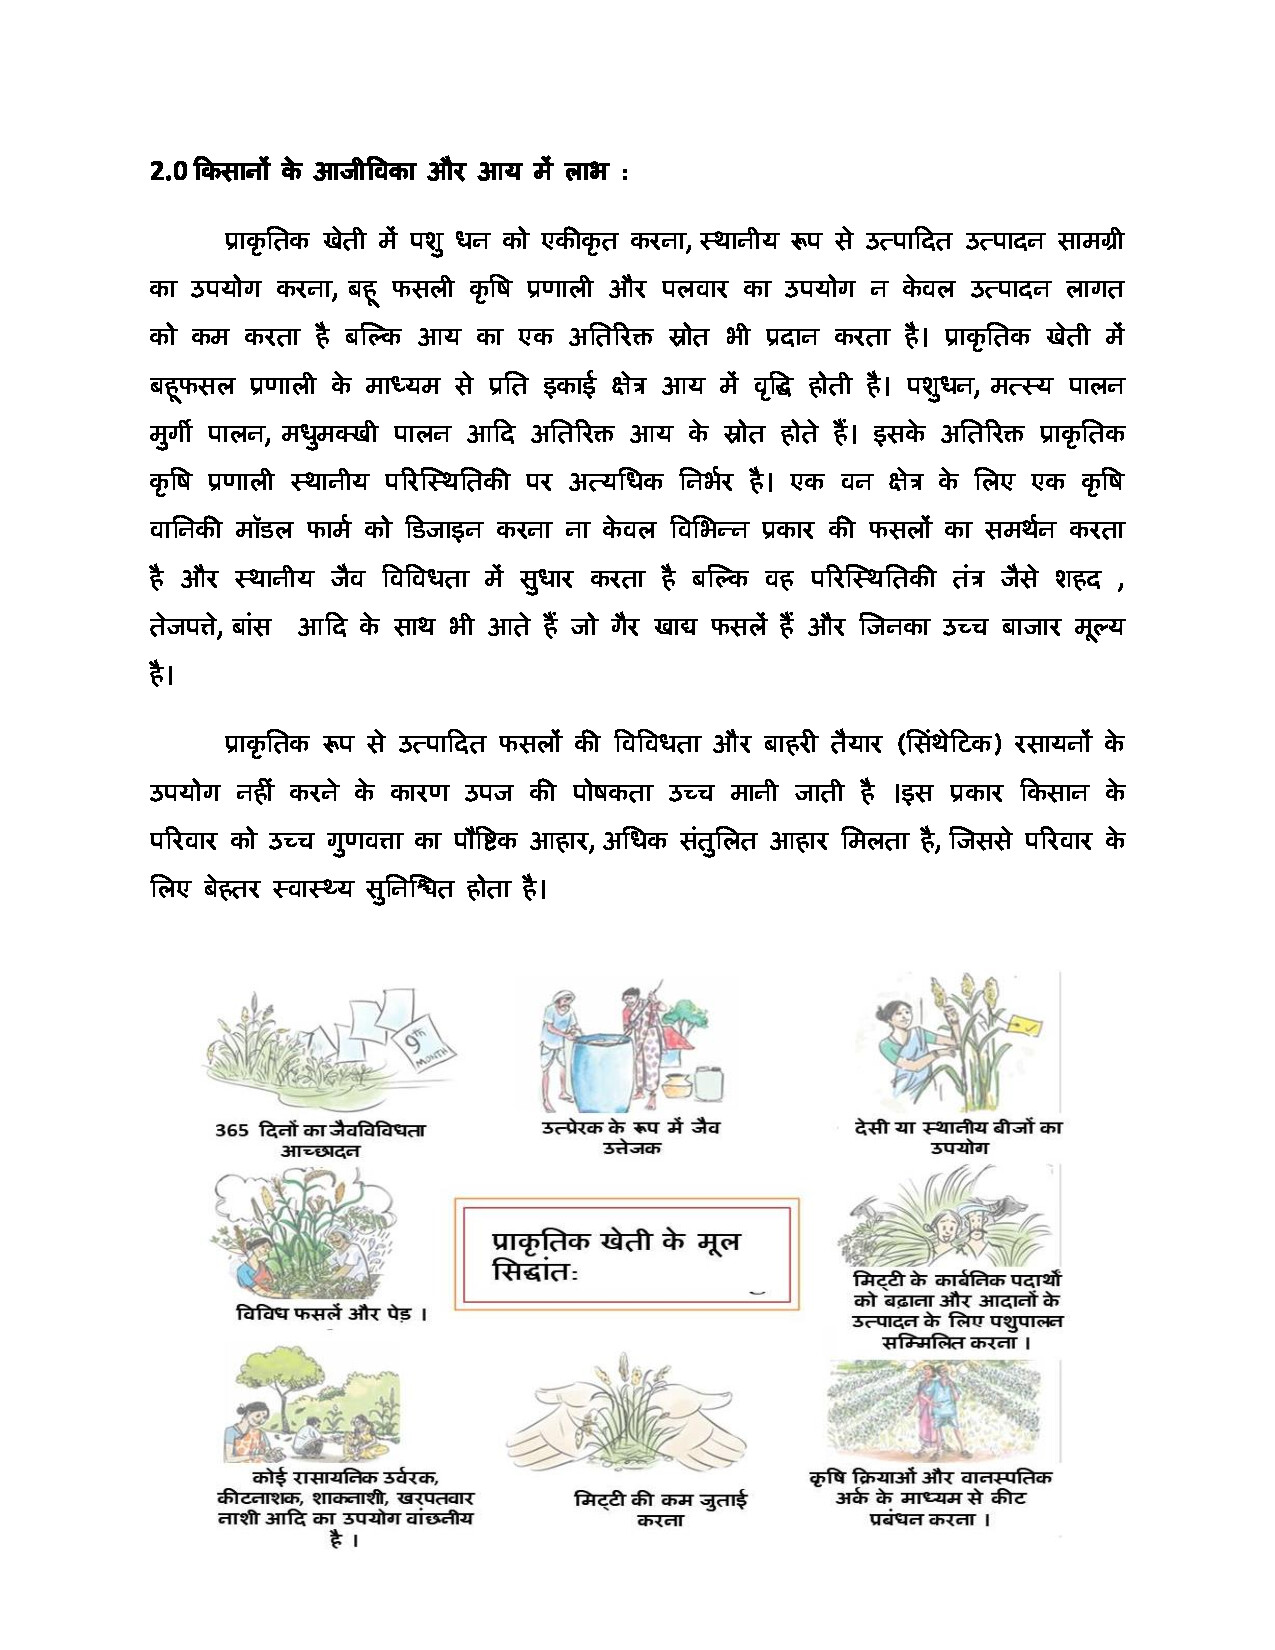 2.0 किसानों के आजीविका और आय में लाभ :
प्राकृतिक खेती में पशु धन को एकीकृत करना, स्थानीय रूप से उत्पादित उत्पादन सामग्री
का उपयोग करना, बहू फसली कृषि प्रणाली और पलवार का उपयोग न केवल उत्पादन लागत
को कम करता है बल्कि आय का एक अतिरिक्त स्रोत भी प्रदान करता है। प्राकृतिक खेती में
बहूफसल प्रणाली के माध्यम से प्रति इकाई क्षेत्र आय में वृद्धि होती है। पशुधन, मत्स्य पालन
मुर्गी पालन, मधुमक्खी पालन आदि अतिरिक्त आय के स्रोत होते हैं। इसके अतिरिक्त प्राकृतिक
कृषि प्रणाली स्थानीय परिस्थितिकी पर अत्यधिक निर्भर है। एक वन क्षेत्र के लिए एक कृषि
वानिकी मॉडल फार्म को डिजाइन करना ना केवल विभिन्न प्रकार की फसलों का समर्थन करता
है और स्थानीय जैव विविधता में सुधार करता है बल्कि वह परिस्थितिकी तंत्र जैसे शहद ,
तेजपत्ते, बांस आदि के साथ भी आते हैं जो गैर खाद्य फसलें हैं और जिनका उच्च बाजार मूल्य
है।
प्राकृतिक रूप से उत्पादित फसलों की विविधता और बाहरी तैयार (सिंथेटिक) रसायनों के
उपयोग नहीं करने के कारण उपज की पोषकता उच्च मानी जाती है ।इस प्रकार किसान के
परिवार को उच्च गुणवत्ता का पौष्टिक आहार, अधिक संतुलित आहार मिलता है, जिससे परिवार के
लिए बेहतर स्वास्थ्य सुनिश्चित होता है।
9TH
MONTH
365 दिनों का जैवविविधता
आच्छादन
उत्प्रेरक के रूप में जैव
उत्तेजक
देसी या स्थानीय बीजों का
उपयोग
विविध फसलें और पेड़ ।
प्राकृतिक खेती के मूल
सिद्धांतः
मिट्टी के कार्बनिक पदार्थों
को बढ़ाना और आदानों के
उत्पादन के लिए पशुपालन
सम्मिलित करना ।
कोई रासायनिक उर्वरक,
कीटनाशक, शाकनाशी, खरपतवार
नाशी आदि का उपयोग वांछनीय
है ।
मिट्टी की कम जुताई
करना
कृषि क्रियाओं और वानस्पतिक
अर्क के माध्यम से कीट
प्रबंधन करना ।